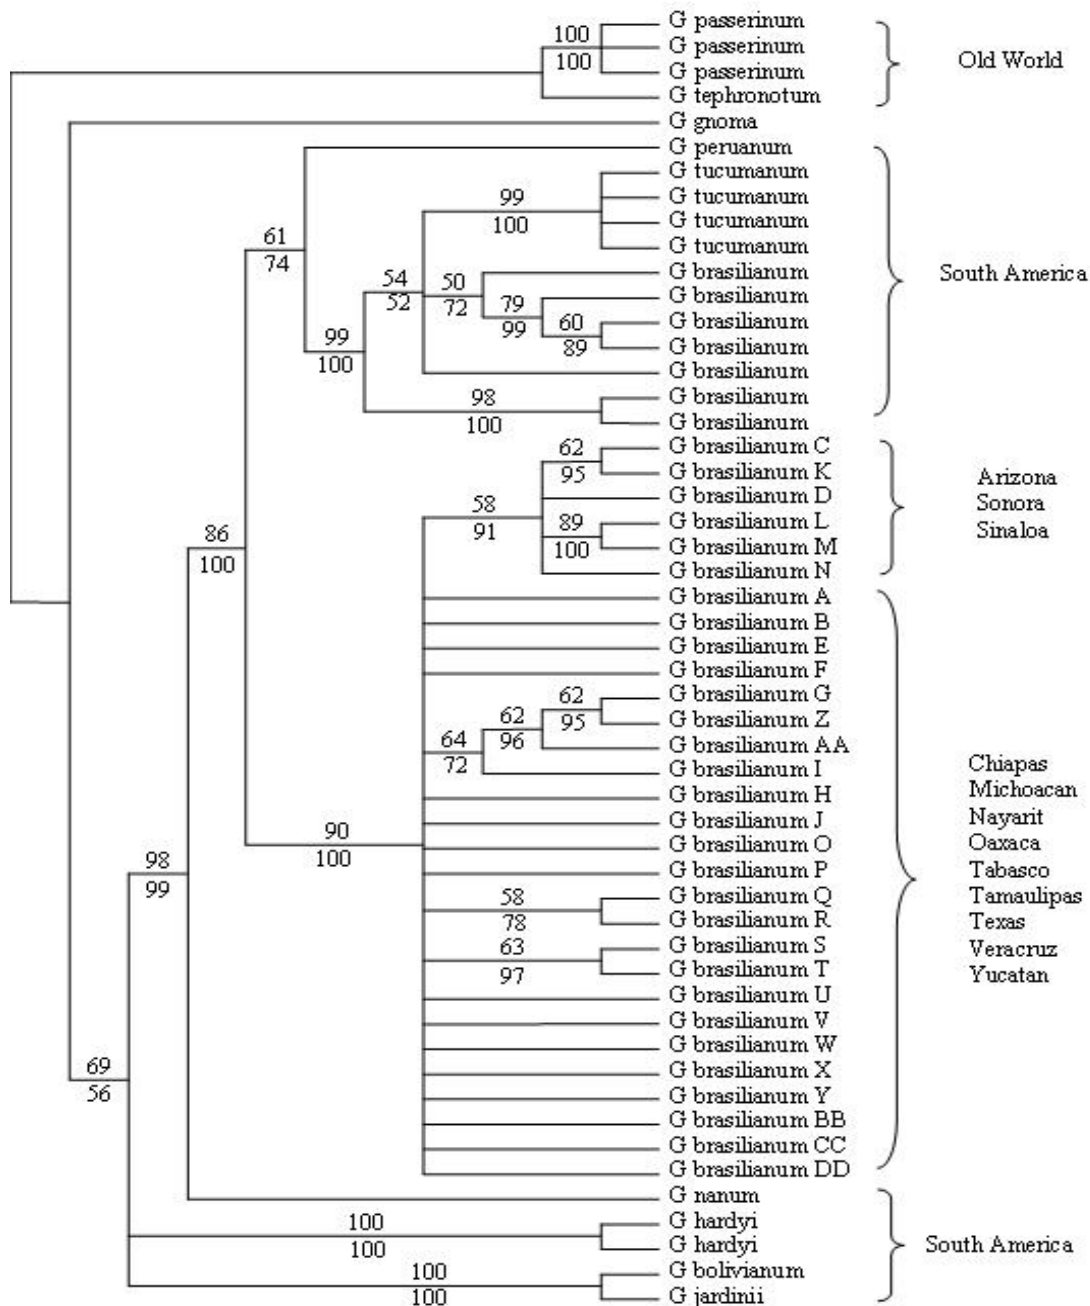 G passerinum
G passerinum
G passerinum
G tephronotum
100
100
Old World
G gnoma
G peruanum
G tucumanum
G tucumanum
G tucumanum
G tucumanum
99
100
61
74
G brasilianum
G brasilianum
G brasilianum
G brasilianum
G brasilianum
G brasilianum
G brasilianum
54
52
50
72
79
99
60
89
99
100
98
100
South America
G brasilianum C
G brasilianum K
G brasilianum D
G brasilianum L
G brasilianum M
G brasilianum N
62
95
58
91
89
100
86
100
Arizona
Sonora
Sinaloa
G brasilianum A
G brasilianum B
G brasilianum E
G brasilianum F
G brasilianum G
G brasilianum Z
G brasilianum AA
G brasilianum I
G brasilianum H
G brasilianum J
G brasilianum O
G brasilianum P
G brasilianum Q
G brasilianum R
G brasilianum S
G brasilianum T
G brasilianum U
G brasilianum V
G brasilianum W
G brasilianum X
G brasilianum Y
G brasilianum BB
G brasilianum CC
G brasilianum DD
62
95
62
96
64
72
90
100
58
78
63
97
98
99
69
56
Chiapas
Michoacan
Nayarit
Oaxaca
Tabasco
Tamaulipas
Texas
Veracruz
Yucatan
G nanum
G hardyi
G hardyi
G bolivianum
G jardinii
100
100
100
100
South America